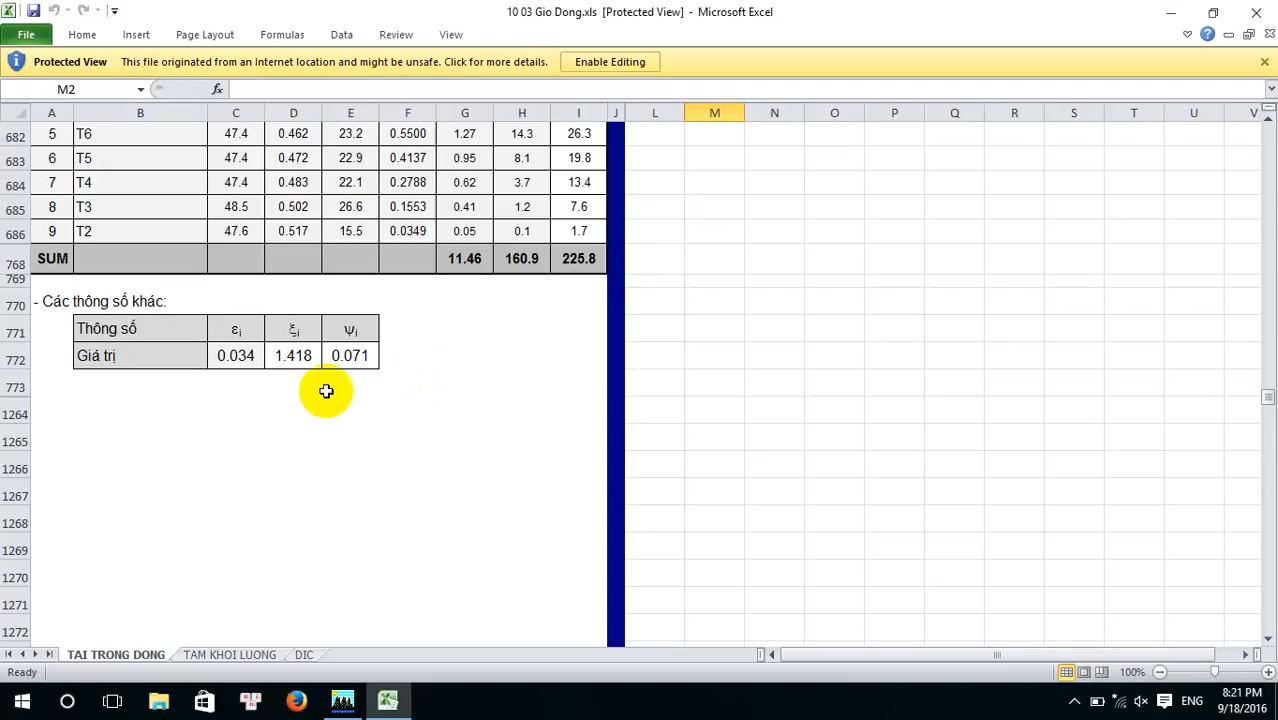 10 03 Gio Dong.xls [Protected View] - Microsoft Excel
File Home Insert Page Layout Formulas Data Review View
Protected View This file originated from an Internet location and might be unsafe. Click for more details. Enable Editing
M2 fx
A B C D E F G H I J L M N O P Q R S T U V
682 5 T6 47.4 0.462 23.2 0.5500 1.27 14.3 26.3
683 6 T5 47.4 0.472 22.9 0.4137 0.95 8.1 19.8
684 7 T4 47.4 0.483 22.1 0.2788 0.62 3.7 13.4
685 8 T3 48.5 0.502 26.6 0.1553 0.41 1.2 7.6
686 9 T2 47.6 0.517 15.5 0.0349 0.05 0.1 1.7
768 SUM 11.46 160.9 225.8
769
770 - Các thông số khác:
771 Thông số εi ξi ψi
772 Giá trị 0.034 1.418 0.071
773
1264
1265
1266
1267
1268
1269
1270
1271
1272
TAI TRONG DONG TAM KHOI LUONG DIC
Ready 100%
ENG 8:21 PM
9/18/2016